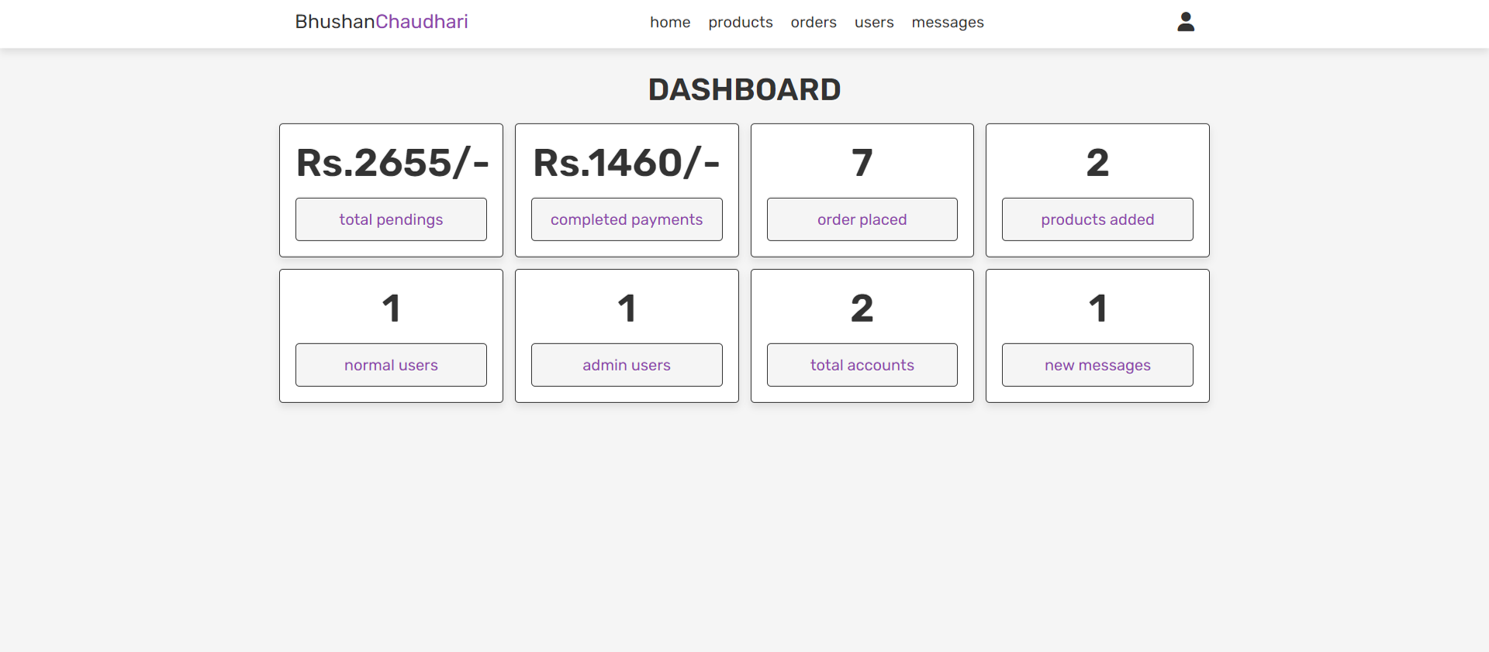 BhushanChaudhari home products orders users messages
DASHBOARD
Rs.2655/- Rs.1460/- 7 2
total pendings completed payments order placed products added
1 1 2 1
normal users admin users total accounts new messages